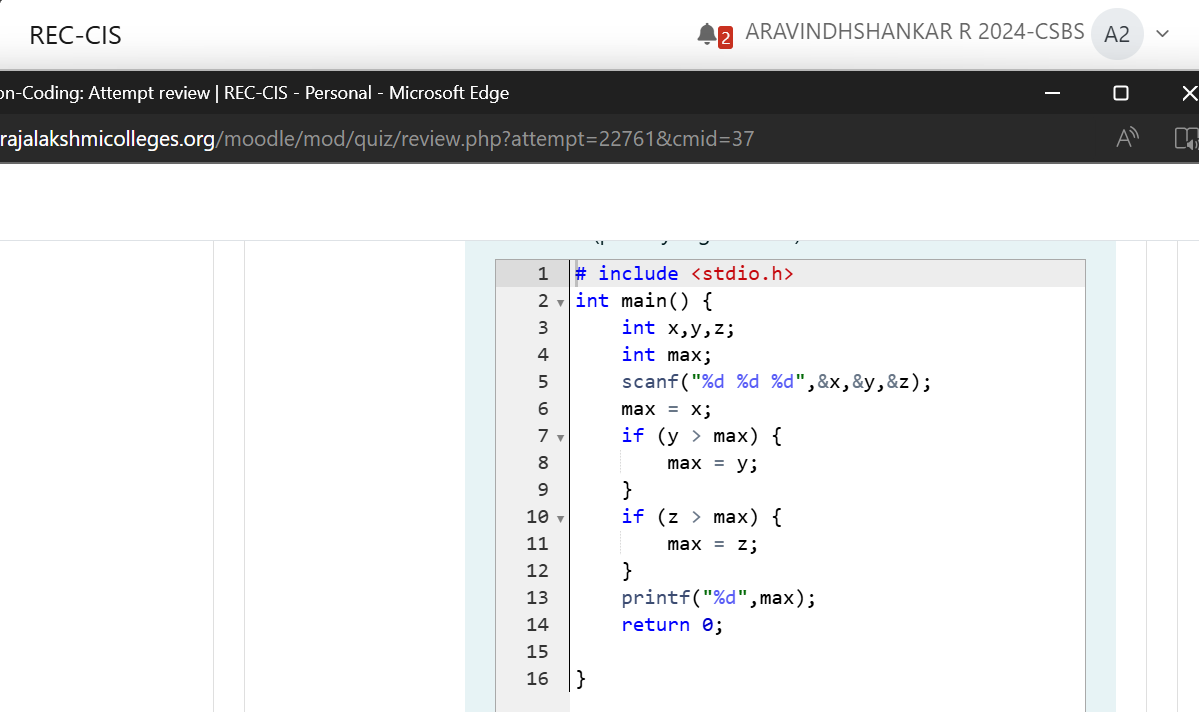 REC-CIS
2 ARAVINDHSHANKAR R 2024-CSBS A2
on-Coding: Attempt review | REC-CIS - Personal - Microsoft Edge
rajalakshmicolleges.org/moodle/mod/quiz/review.php?attempt=22761&cmid=37
1 # include <stdio.h>
2 int main() {
3 int x,y,z;
4 int max;
5 scanf("%d %d %d",&x,&y,&z);
6 max = x;
7 if (y > max) {
8 max = y;
9 }
10 if (z > max) {
11 max = z;
12 }
13 printf("%d",max);
14 return 0;
15
16 }